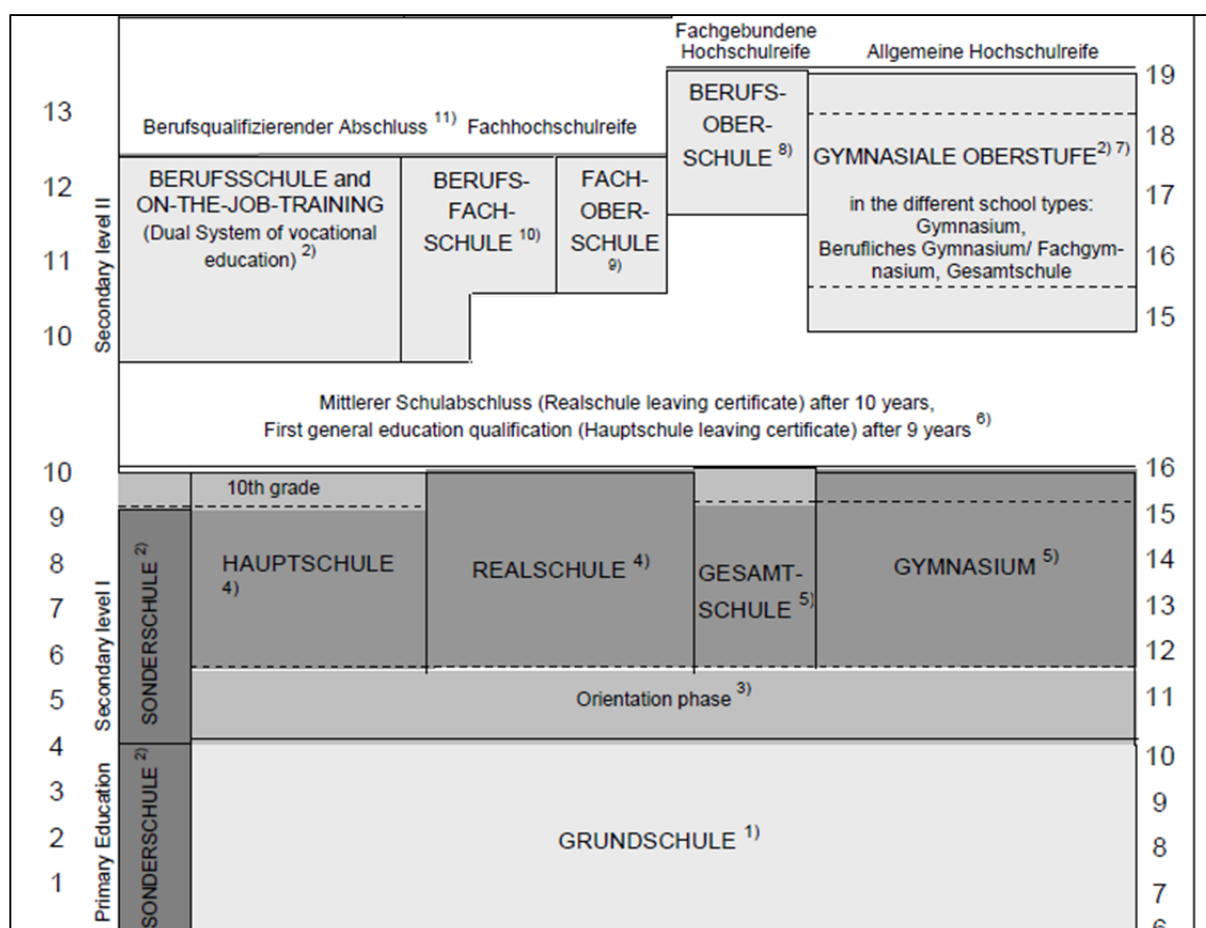 Fachgebundene
Hochschulreife
Allgemeine Hochschulreife
19
13
BERUFS-
OBER-
SCHULE 8)
Berufsqualifizierender Abschluss 11)
Fachhochschulreife
18
GYMNASIALE OBERSTUFE2) 7)
in the different school types:
Gymnasium,
Berufliches Gymnasium/ Fachgym-
nasium, Gesamtschule
12
BERUFSSCHULE and
ON-THE-JOB-TRAINING
(Dual System of vocational
education) 2)
BERUFS-
FACH-
SCHULE 10)
FACH-
OBER-
SCHULE
9)
17
11
16
10
15
Secondary level II
Mittlerer Schulabschluss (Realschule leaving certificate) after 10 years,
First general education qualification (Hauptschule leaving certificate) after 9 years 6)
10
16
10th grade
9
15
8
HAUPTSCHULE
4)
REALSCHULE 4)
GESAMT-
SCHULE 5)
GYMNASIUM 5)
14
7
13
6
12
SONDERSCHULE 2)
Secondary level I
5
Orientation phase 3)
11
4
10
3
9
2
GRUNDSCHULE 1)
8
1
7
6
SONDERSCHULE 2)
Primary Education